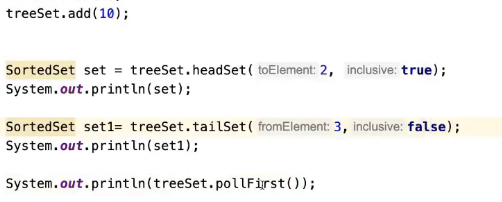 treeSet.add(10);
SortedSet set = treeSet.headSet( toElement: 2, inclusive: true);
System.out.println(set);
SortedSet set1= treeSet.tailSet( fromElement: 3, inclusive: false);
System.out.println(set1);
System.out.println(treeSet.pollFirst());